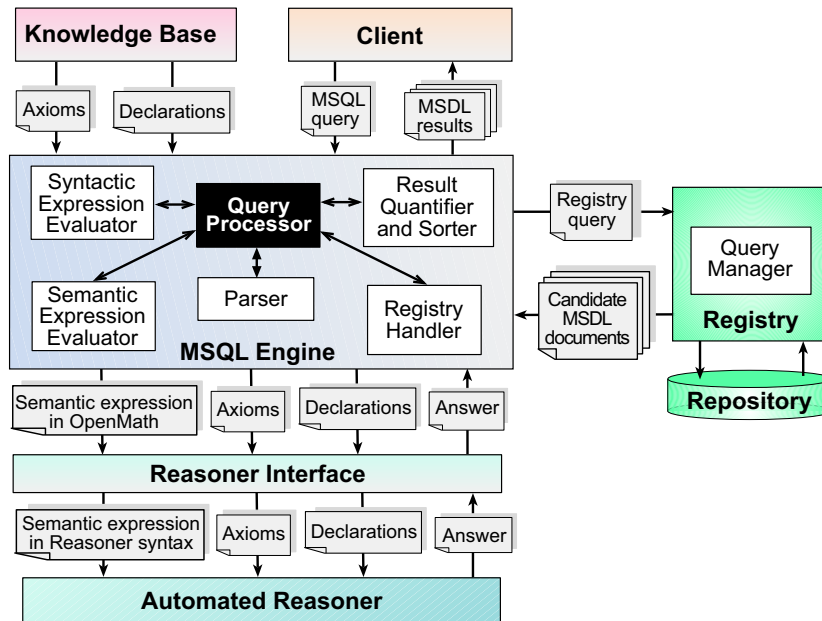 Knowledge Base
Client
Axioms
Declarations
MSQL
query
MSDL
results
Syntactic
Expression
Evaluator
Query
Processor
Result
Quantifier
and Sorter
Registry
query
Query
Manager
Semantic
Expression
Evaluator
Parser
Registry
Handler
Candidate
MSDL
documents
Registry
MSQL Engine
Repository
Semantic expression
in OpenMath
Axioms
Declarations
Answer
Reasoner Interface
Semantic expression
in Reasoner syntax
Axioms
Declarations
Answer
Automated Reasoner